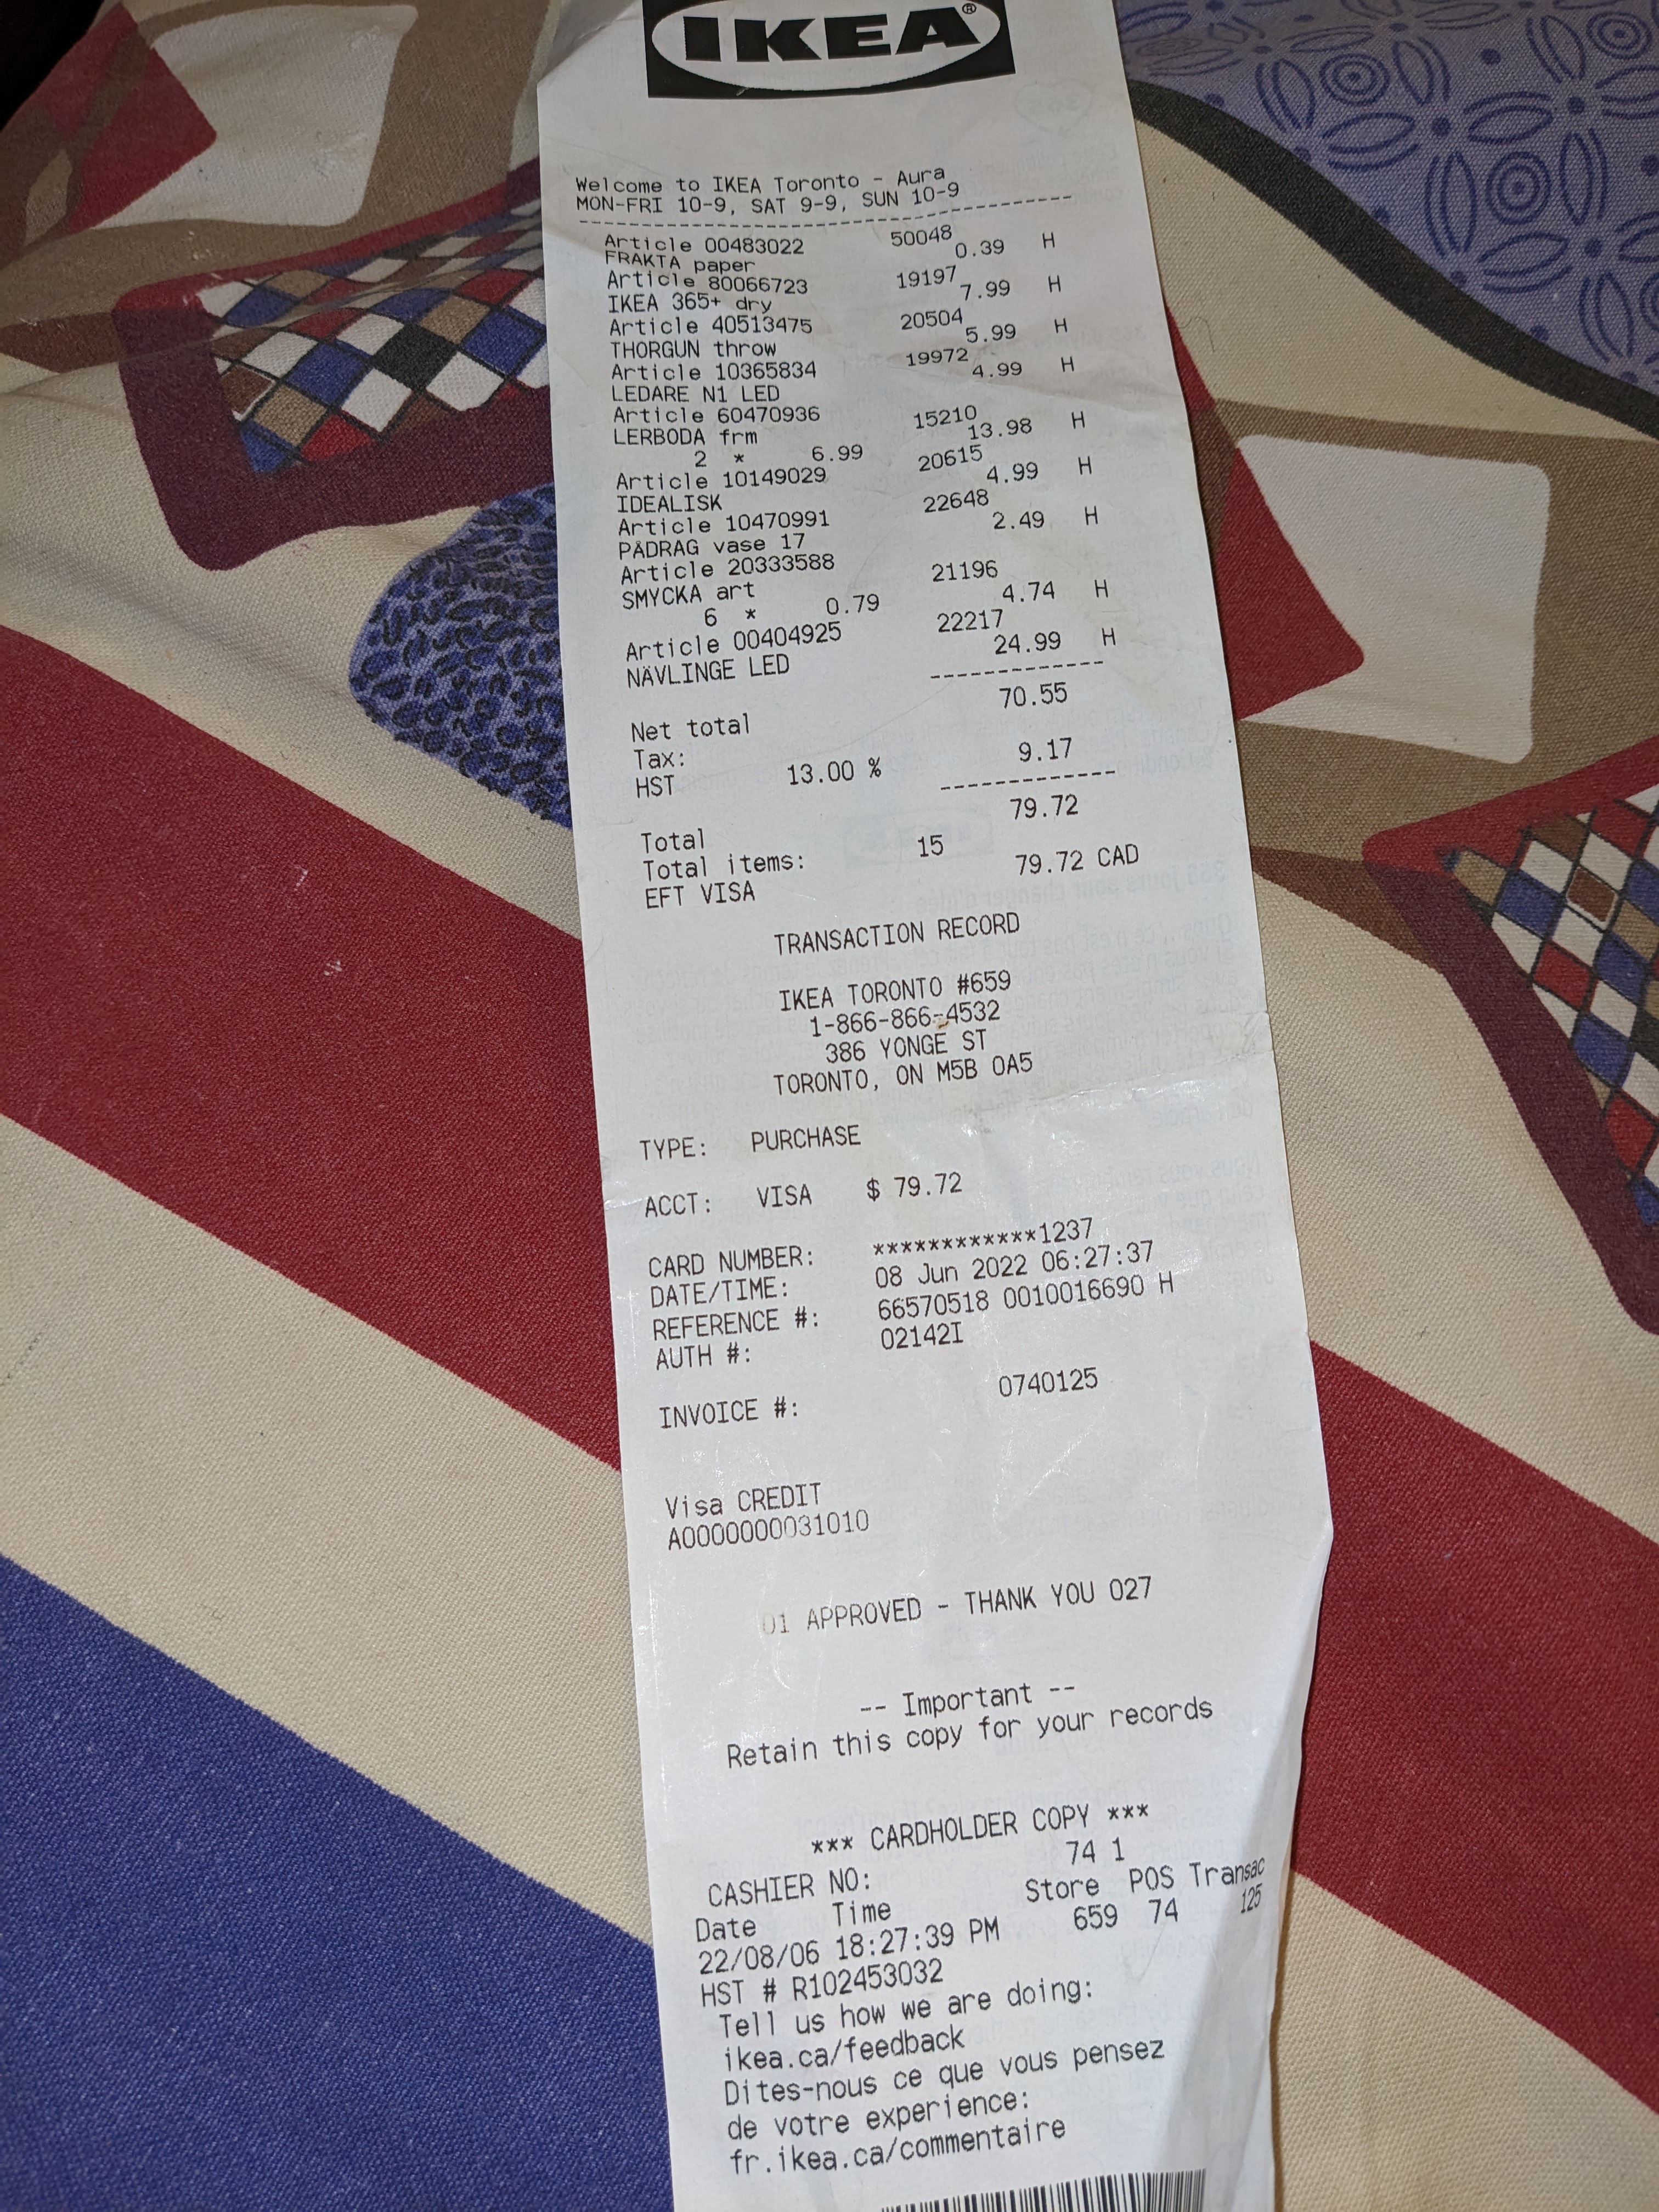 IKEA®
Welcome to IKEA Toronto - Aura
MON-FRI 10-9, SAT 9-9, SUN 10-9
--------------------------------------
Article 00483022 50048
FRAKTA paper 0.39 H
Article 80066723 19197
IKEA 365+ dry 7.99 H
Article 40513475 20504
THORGUN throw 5.99 H
Article 10365834 19972
LEDARE N1 LED 4.99 H
Article 60470936 15210
LERBODA frm 13.98 H
2 * 6.99
Article 10149029 20615
IDEALISK 4.99 H
Article 10470991 22648
PÅDRAG vase 17 2.49 H
Article 20333588 21196
SMYCKA art 4.74 H
6 * 0.79
Article 00404925 22217
NÄVLINGE LED 24.99 H
-------------
Net total 70.55
Tax:
HST 13.00 % 9.17
-------------
Total 79.72
Total items: 15
EFT VISA 79.72 CAD
TRANSACTION RECORD
IKEA TORONTO #659
1-866-866-4532
386 YONGE ST
TORONTO, ON M5B 0A5
TYPE: PURCHASE
ACCT: VISA $ 79.72
CARD NUMBER: ************1237
DATE/TIME: 08 Jun 2022 06:27:37
REFERENCE #: 66570518 0010016690 H
AUTH #: 02142I
INVOICE #: 0740125
Visa CREDIT
A0000000031010
01 APPROVED - THANK YOU 027
-- Important --
Retain this copy for your records
*** CARDHOLDER COPY ***
CASHIER NO: 74 1
Date Time Store POS Transac
22/08/06 18:27:39 PM 659 74 125
HST # R102453032
Tell us how we are doing:
ikea.ca/feedback
Dites-nous ce que vous pensez
de votre experience:
fr.ikea.ca/commentaire